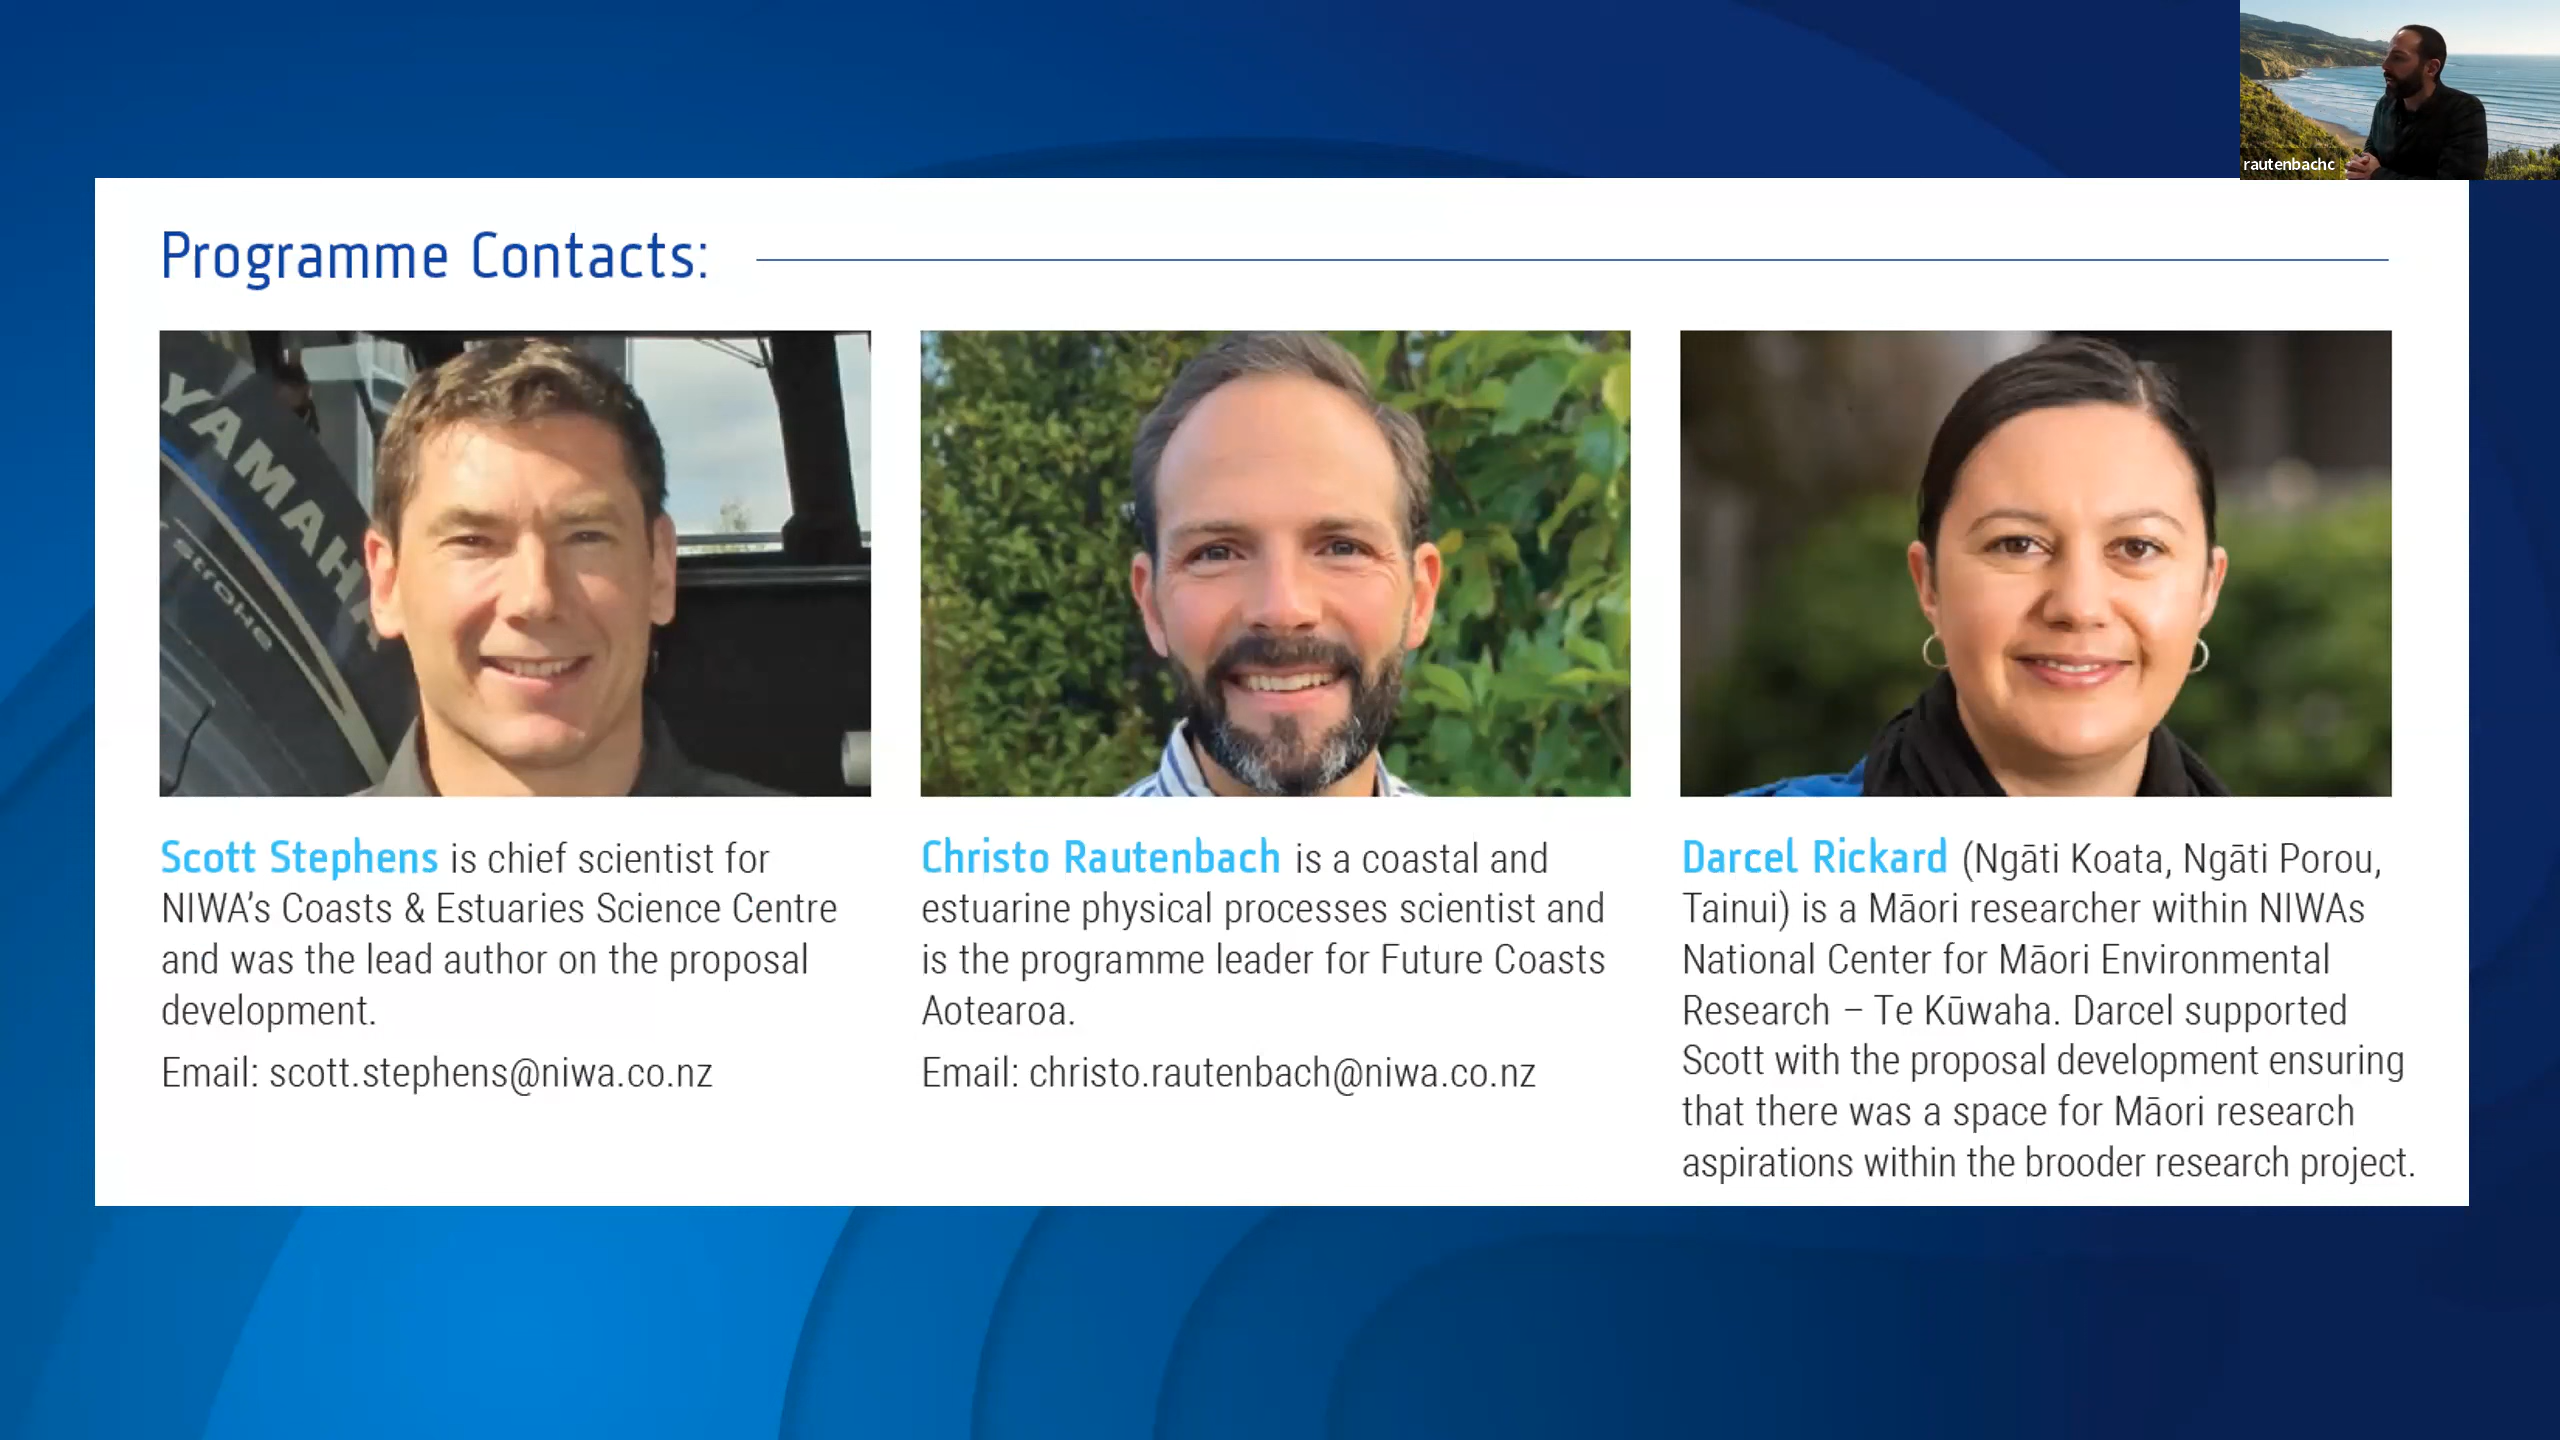 rautenbachc
Programme Contacts:
YAMAHA
stroke
Scott Stephens is chief scientist for
NIWA’s Coasts & Estuaries Science Centre
and was the lead author on the proposal
development.
Email: scott.stephens@niwa.co.nz
Christo Rautenbach is a coastal and
estuarine physical processes scientist and
is the programme leader for Future Coasts
Aotearoa.
Email: christo.rautenbach@niwa.co.nz
Darcel Rickard (Ngāti Koata, Ngāti Porou,
Tainui) is a Māori researcher within NIWAs
National Center for Māori Environmental
Research – Te Kūwaha. Darcel supported
Scott with the proposal development ensuring
that there was a space for Māori research
aspirations within the brooder research project.